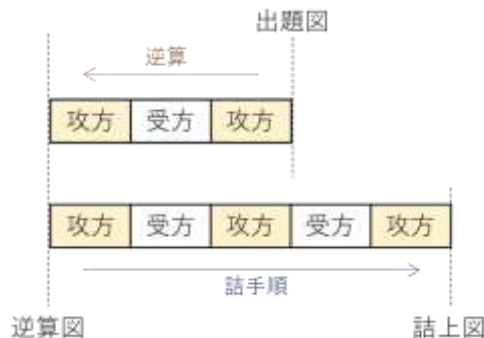 出題図
逆算
攻方 受方 攻方
攻方 受方 攻方 受方 攻方
詰手順
逆算図 詰上図